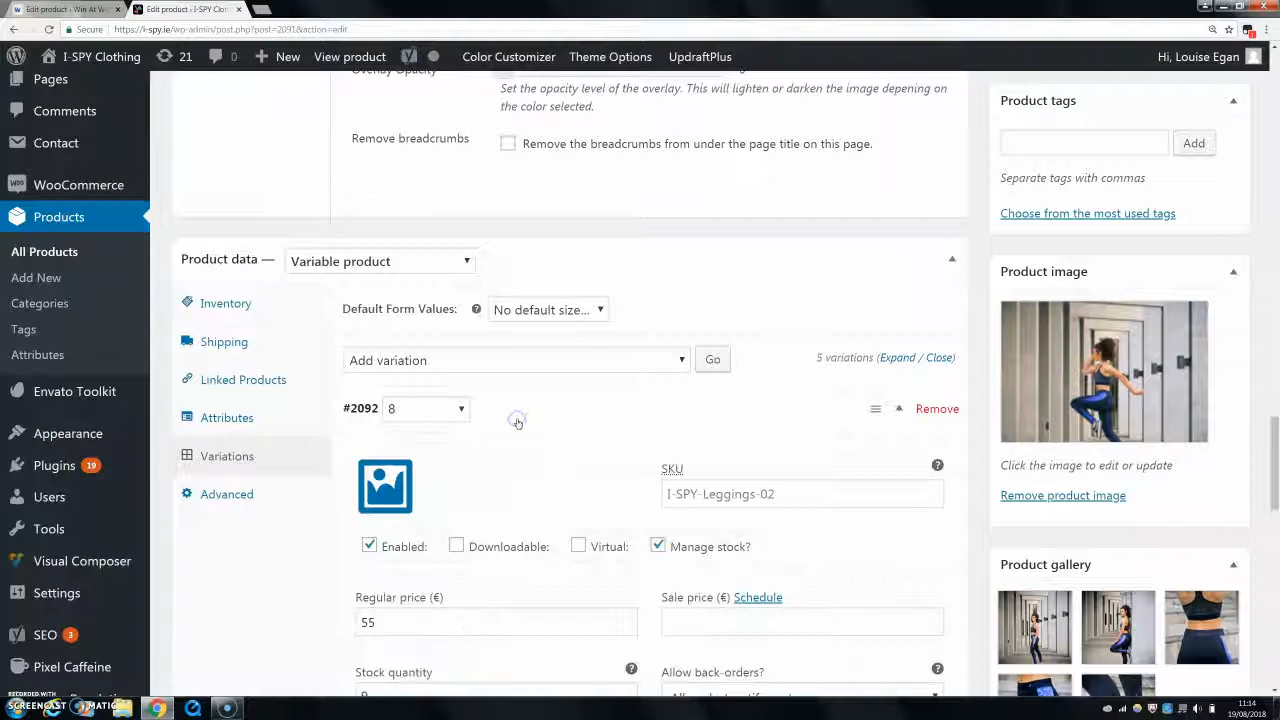 Edit product ‹ Win At W
Edit product ‹ I-SPY Clo
Secure
https://i-spy.ie/wp-admin/post.php?post=2091&action=edit
I-SPY Clothing
21
0
New
View product
Color Customizer
Theme Options
UpdraftPlus
Hi, Louise Egan
Pages
Comments
Contact
WooCommerce
Products
All Products
Add New
Categories
Tags
Attributes
Envato Toolkit
Appearance
Plugins 19
Users
Tools
Visual Composer
Settings
SEO 3
Pixel Caffeine
Overlay Opacity
Set the opacity level of the overlay. This will lighten or darken the image depening on
the color selected.
Remove breadcrumbs
Remove the breadcrumbs from under the page title on this page.
Product data —
Variable product
Inventory
Shipping
Linked Products
Attributes
Variations
Advanced
Default Form Values:
No default size...
Add variation
Go
5 variations (Expand / Close)
#2092
8
Remove
SKU
I-SPY-Leggings-02
Enabled:
Downloadable:
Virtual:
Manage stock?
Regular price (€)
55
Sale price (€) Schedule
Stock quantity
Allow back-orders?
Product tags
Add
Separate tags with commas
Choose from the most used tags
Product image
Click the image to edit or update
Remove product image
Product gallery
RECORDED WITH
SCREENCAST MATIC
11:14
19/08/2018